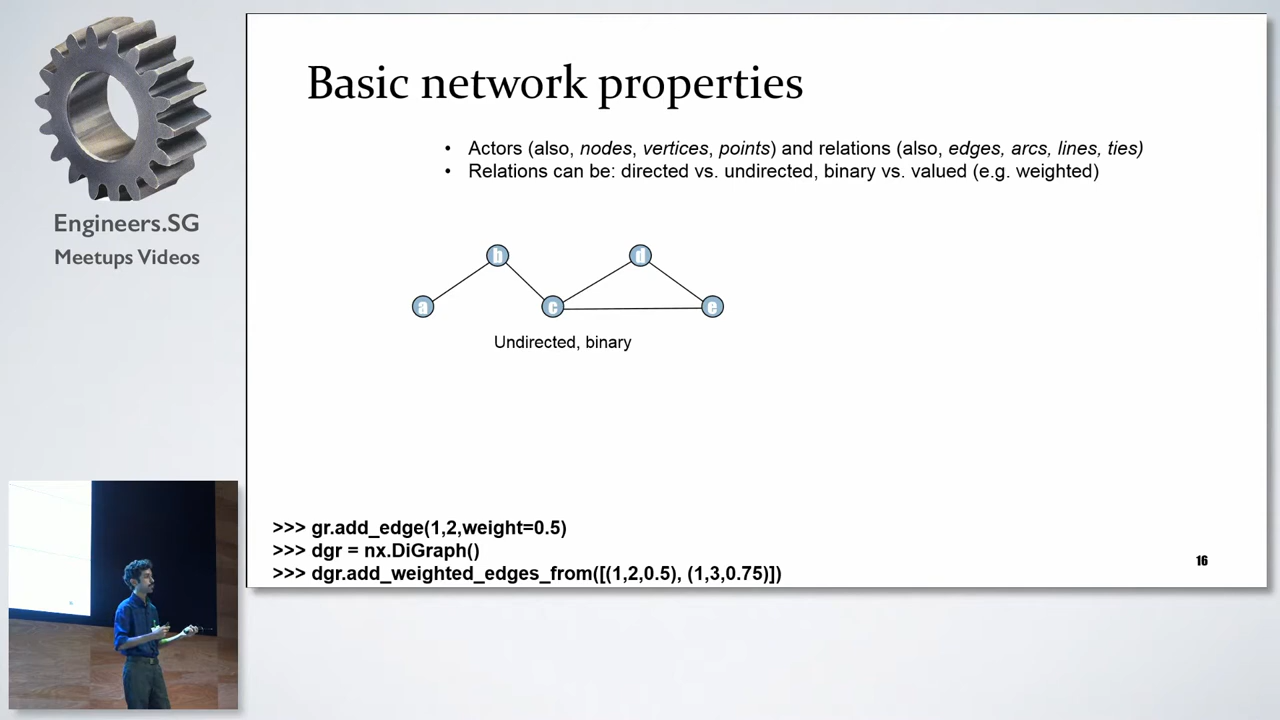 Basic network properties
• Actors (also, nodes, vertices, points) and relations (also, edges, arcs, lines, ties)
• Relations can be: directed vs. undirected, binary vs. valued (e.g. weighted)
Engineers.SG
Meetups Videos
b
d
a
c
e
Undirected, binary
>>> gr.add_edge(1,2,weight=0.5)
>>> dgr = nx.DiGraph()
>>> dgr.add_weighted_edges_from([(1,2,0.5), (1,3,0.75)])
16